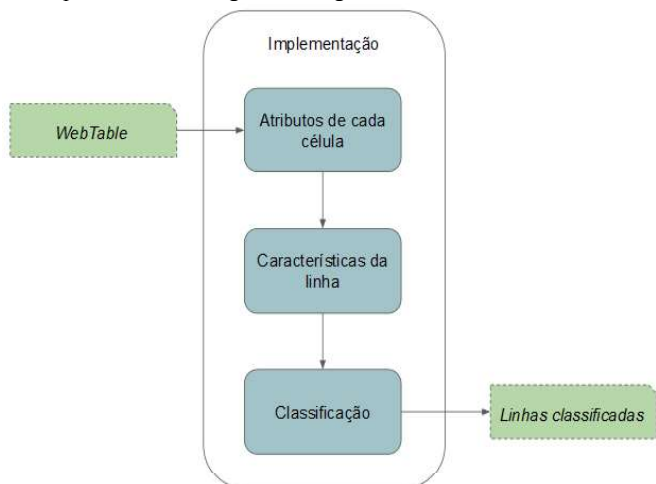 Implementação
WebTable
Atributos de cada
célula
Características da
linha
Classificação
Linhas classificadas